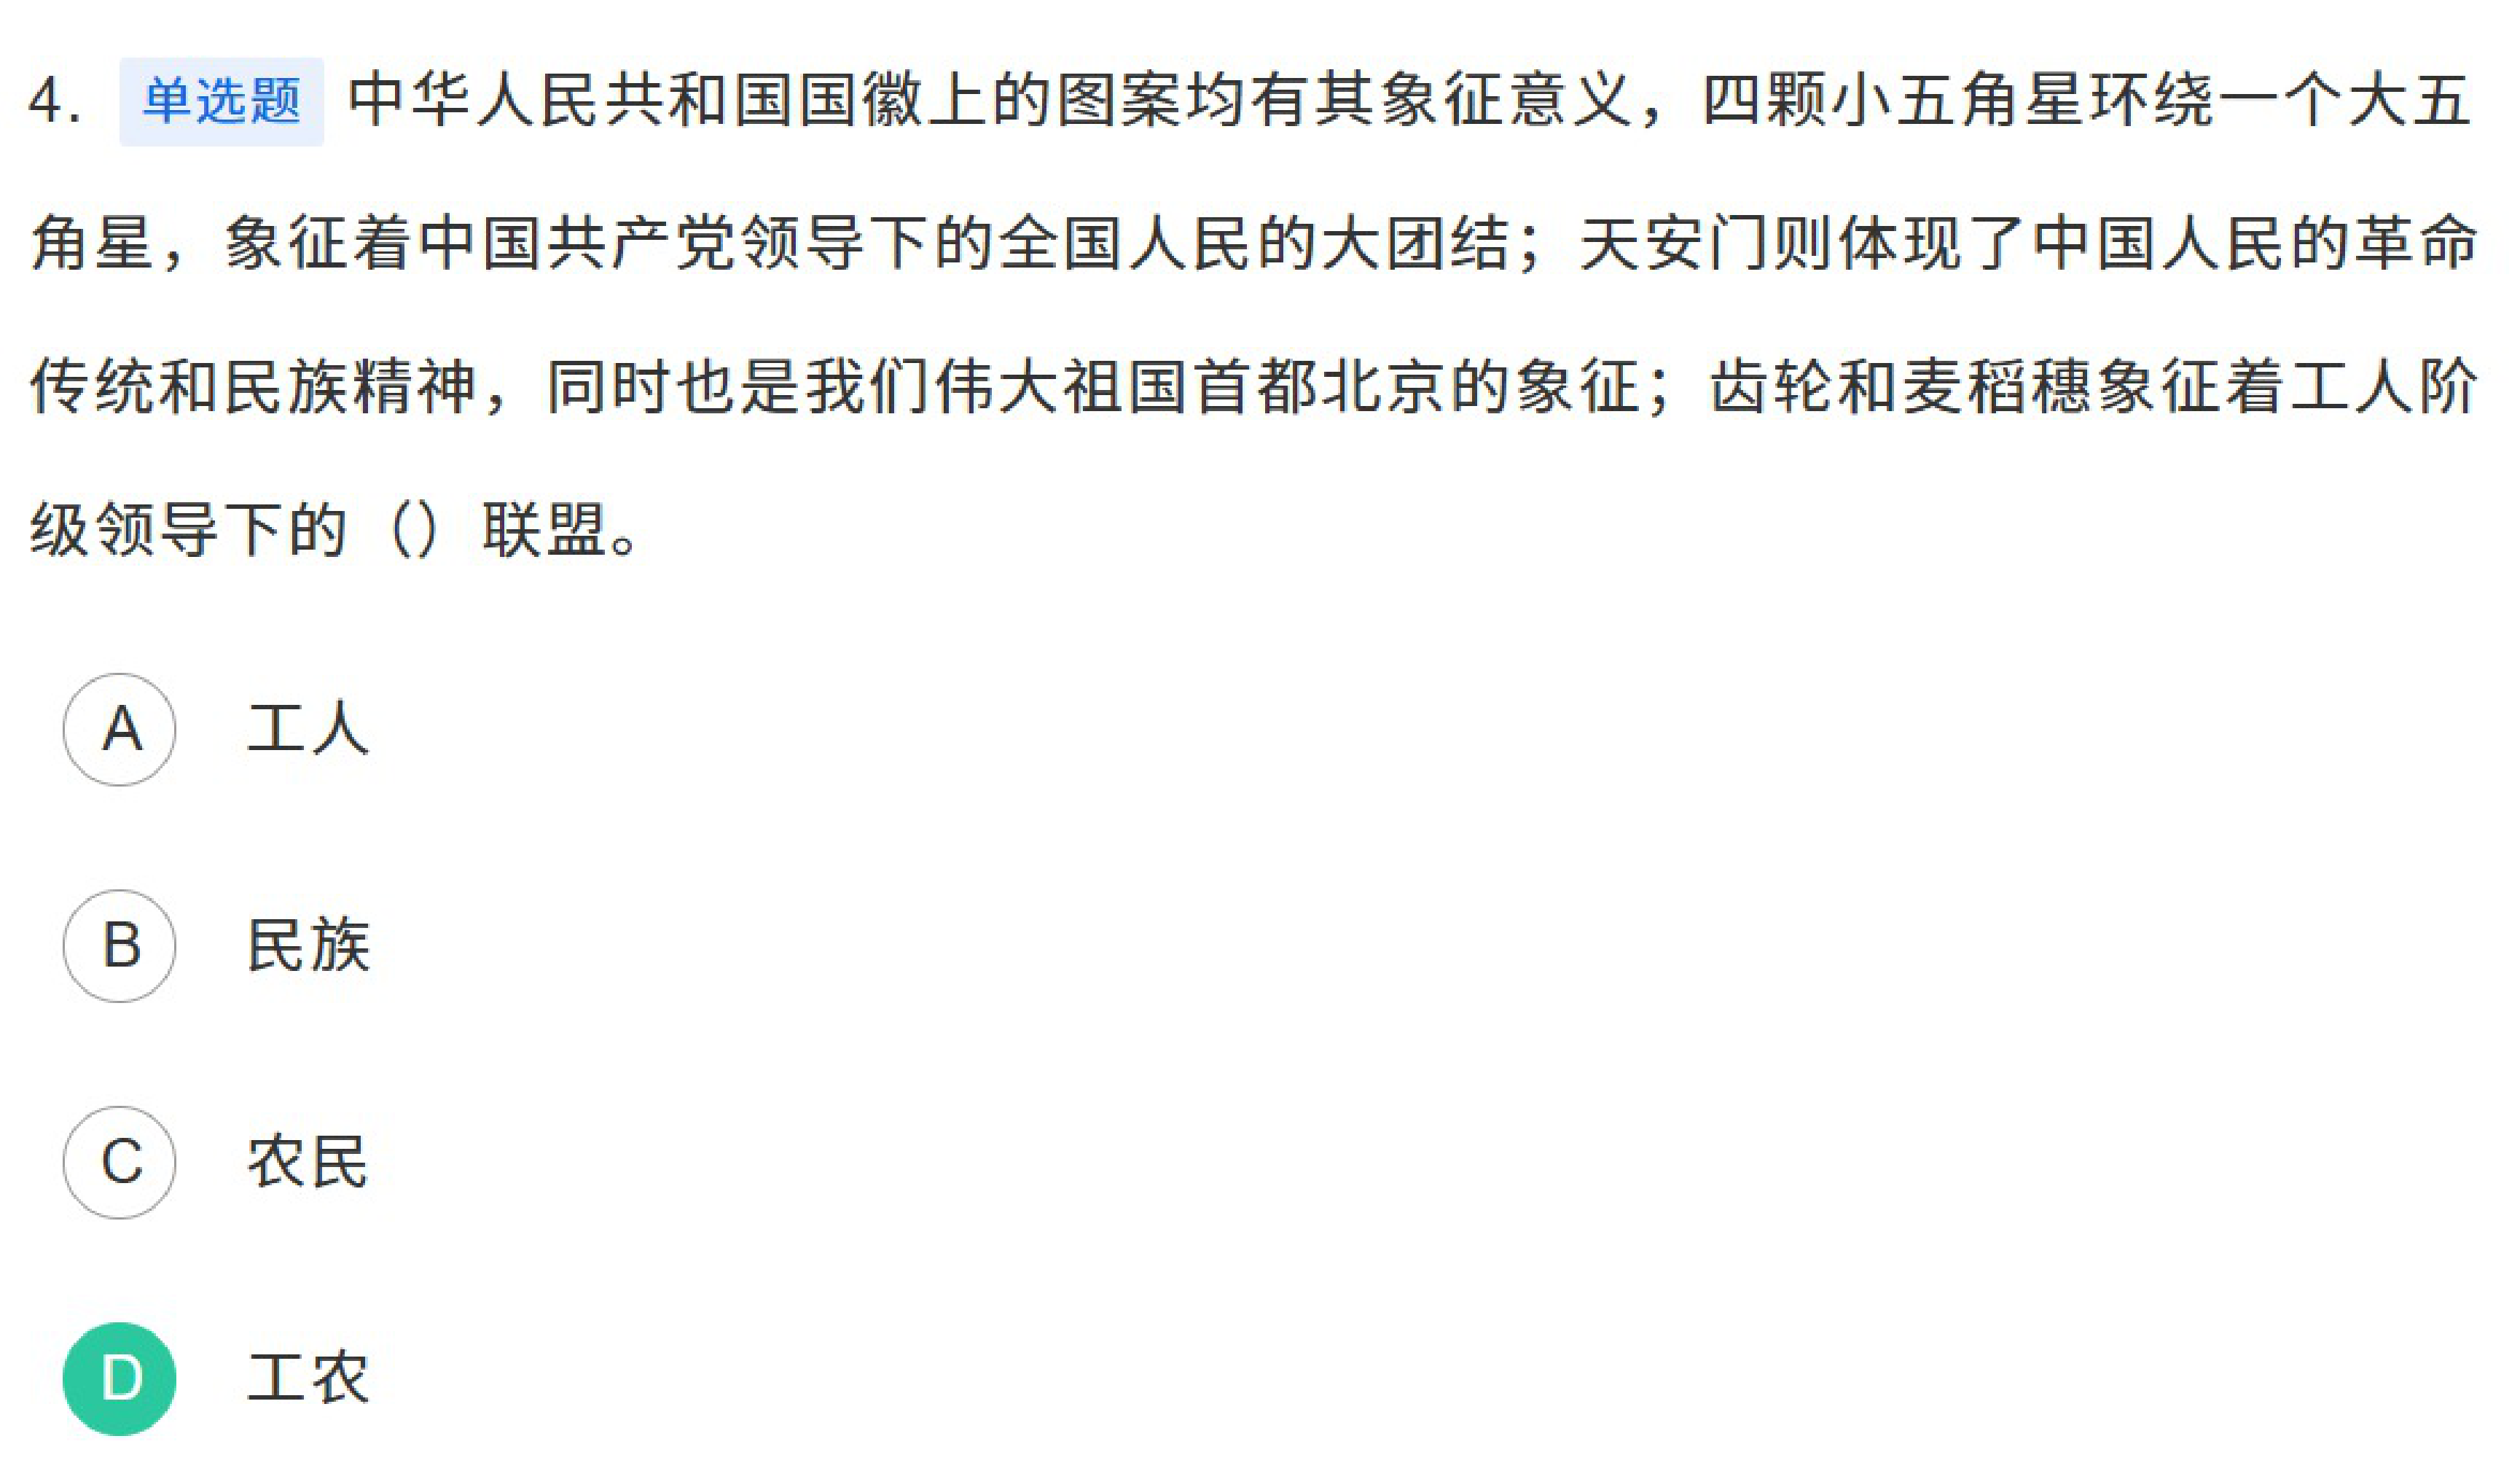 4. 单选题 中华人民共和国国徽上的图案均有其象征意义，四颗小五角星环绕一个大五
角星，象征着中国共产党领导下的全国人民的大团结；天安门则体现了中国人民的革命
传统和民族精神，同时也是我们伟大祖国首都北京的象征；齿轮和麦稻穗象征着工人阶
级领导下的（）联盟。
A 工人
B 民族
C 农民
D 工农